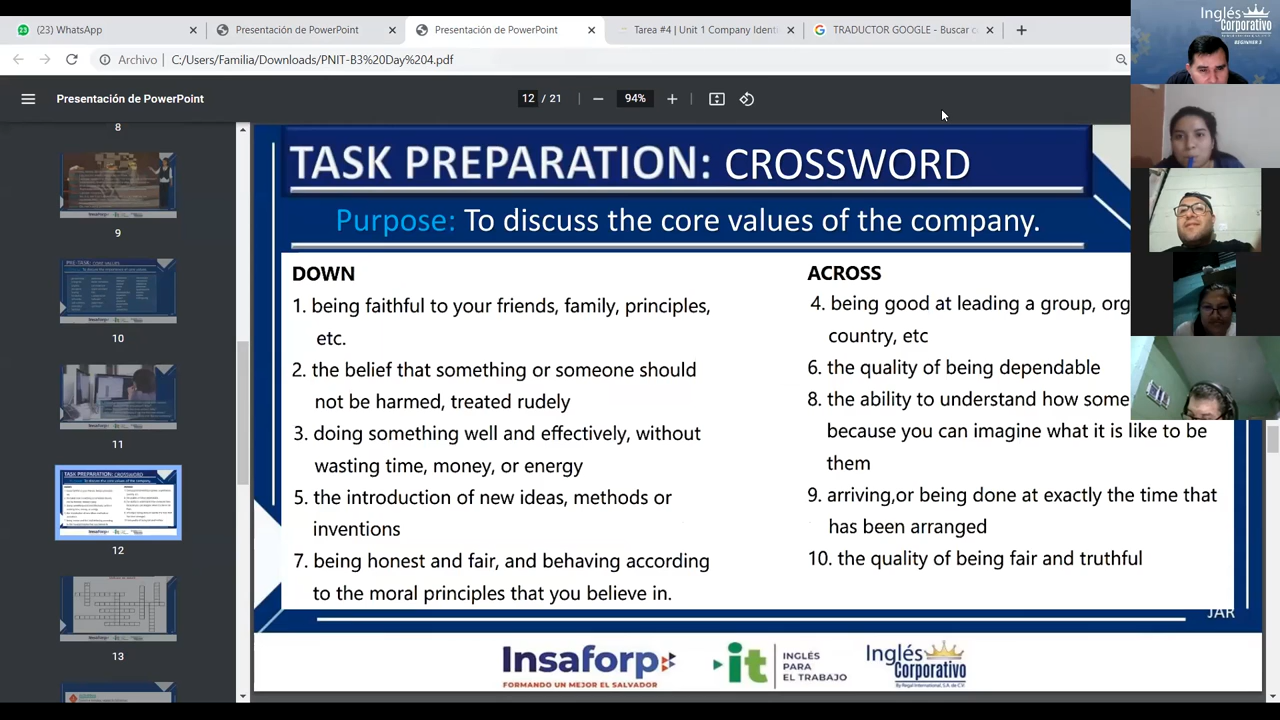 (23) WhatsApp
Presentación de PowerPoint
Presentación de PowerPoint
Tarea #4 | Unit 1 Company Identi
TRADUCTOR GOOGLE - Buscar c
Archivo
C:/Users/Familia/Downloads/PNIT-B3%20Day%204.pdf
Presentación de PowerPoint
12 / 21
94%
Inglés
Corporativo
BEGINNER 3
8
9
10
11
12
13
TASK PREPARATION: CROSSWORD
Purpose: To discuss the core values of the company.
DOWN
1. being faithful to your friends, family, principles,
etc.
2. the belief that something or someone should
not be harmed, treated rudely
3. doing something well and effectively, without
wasting time, money, or energy
5. the introduction of new ideas, methods or
inventions
7. being honest and fair, and behaving according
to the moral principles that you believe in.
ACROSS
4. being good at leading a group, org
country, etc
6. the quality of being dependable
8. the ability to understand how some
because you can imagine what it is like to be
them
9. arriving,or being done at exactly the time that
has been arranged
10. the quality of being fair and truthful
JAR
Insaforp
FORMANDO UN MEJOR EL SALVADOR
it
INGLÉS
PARA
EL TRABAJO
Inglés
Corporativo
By Regal International, S.A. de C.V.